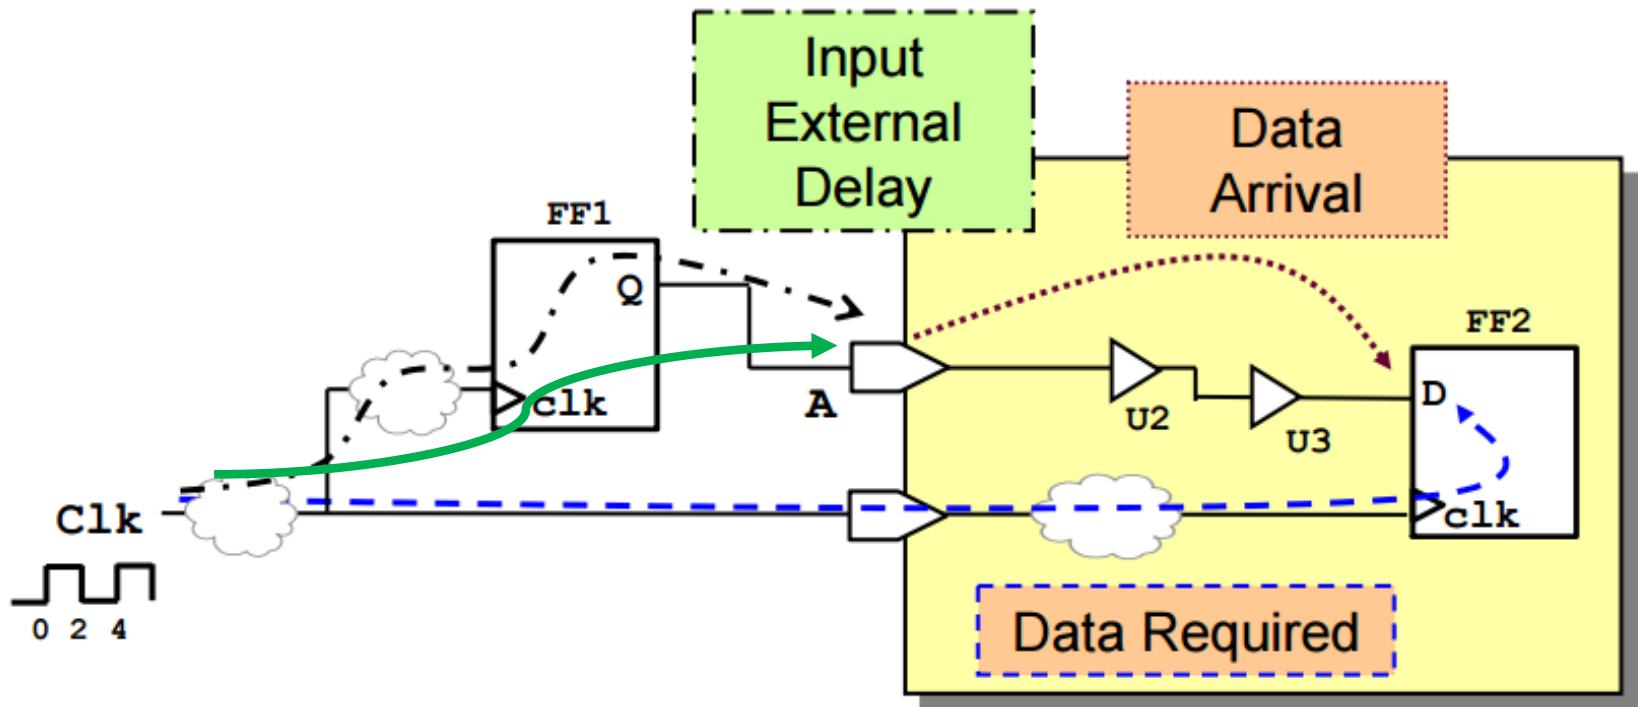 Input
External
Delay
Data
Arrival
FF1
Q
clk
A
FF2
D
U2
U3
clk
Clk
0 2 4
Data Required